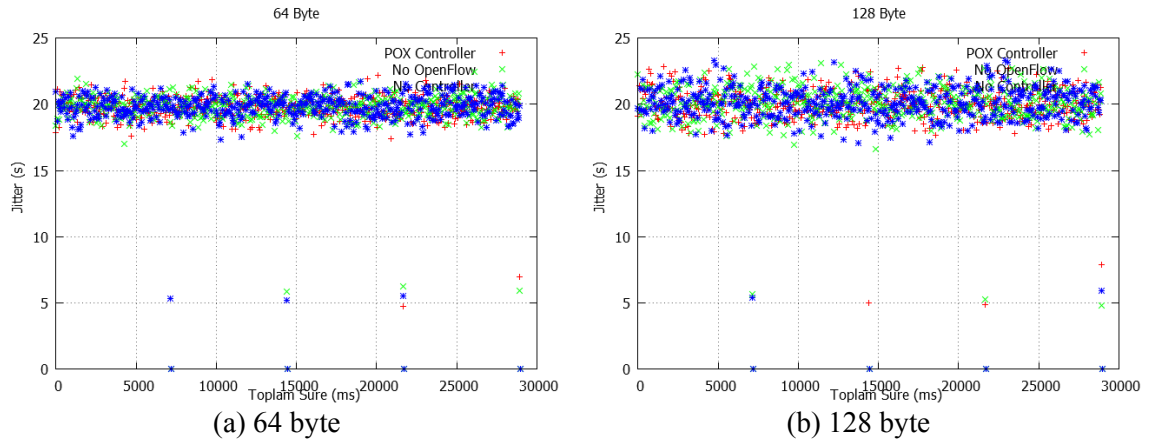 64 Byte
25
20
15
10
5
0
Jitter (s)
POX Controller
No OpenFlow
No Controller
0 5000 10000 15000 20000 25000 30000
Toplam Sure (ms)
(a) 64 byte
128 Byte
25
20
15
10
5
0
Jitter (s)
POX Controller
No OpenFlow
No Controller
0 5000 10000 15000 20000 25000 30000
Toplam Sure (ms)
(b) 128 byte